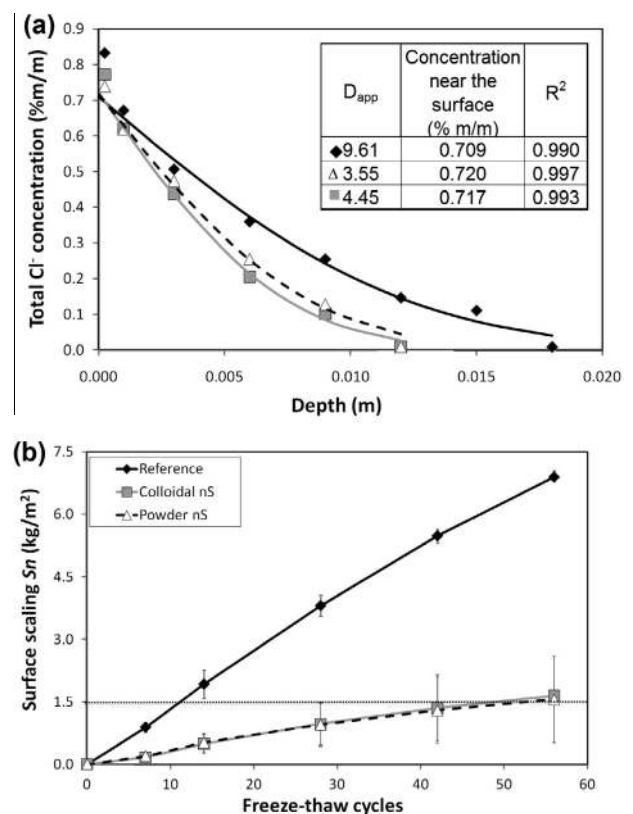 (a)
0.9
0.8
0.7
0.6
0.5
0.4
0.3
0.2
0.1
0.0
Total Cl⁻ concentration (%m/m)
Dapp Concentration near the surface (% m/m) R²
◆9.61 0.709 0.990
△3.55 0.720 0.997
■4.45 0.717 0.993
0.000 0.005 0.010 0.015 0.020
Depth (m)
(b)
7.5
6.0
4.5
3.0
1.5
0.0
Surface scaling Sn (kg/m²)
Reference
Colloidal nS
Powder nS
0 10 20 30 40 50 60
Freeze-thaw cycles